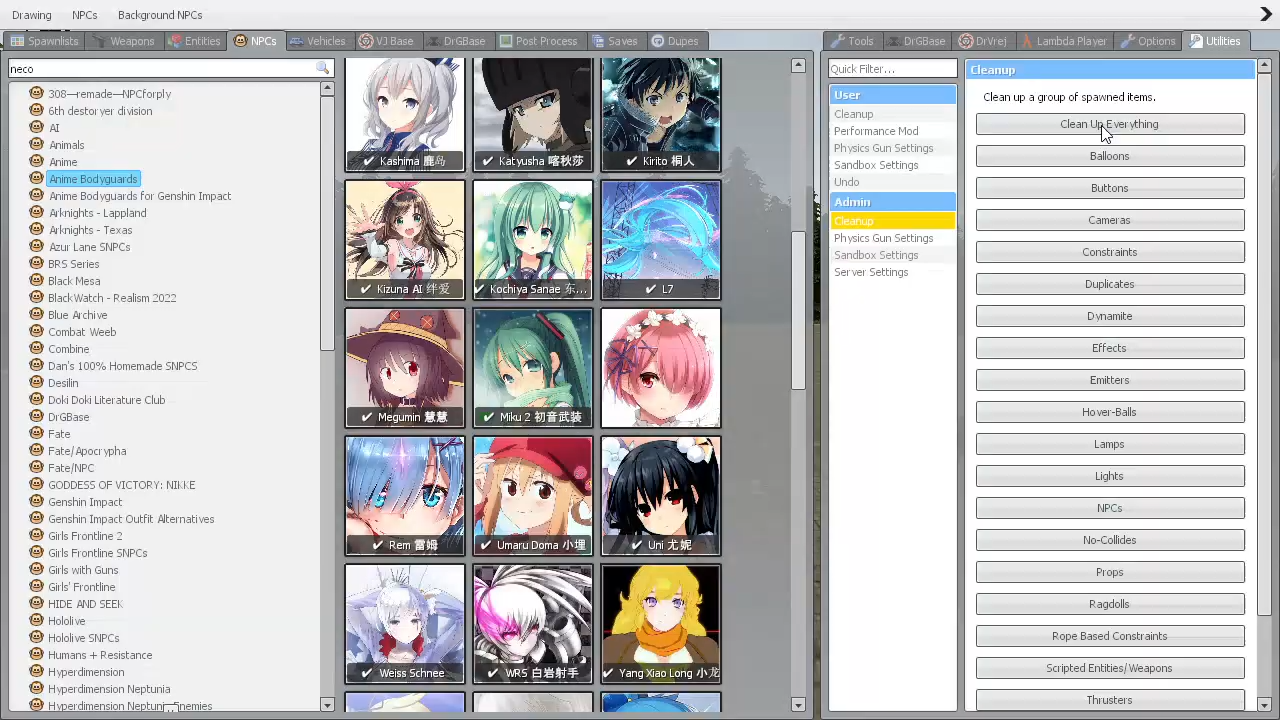 Drawing NPCs Background NPCs
Spawnlists Weapons Entities NPCs Vehicles VJ Base DrGBase Post Process Saves Dupes
Tools DrGBase DrVrej Lambda Player Options Utilities
neco
308—remade—NPCforply
6th destoryer division
AI
Animals
Anime
Anime Bodyguards
Anime Bodyguards for Genshin Impact
Arknights - Lappland
Arknights - Texas
Azur Lane SNPCs
BRS Series
Black Mesa
BlackWatch - Realism 2022
Blue Archive
Combat Weeb
Combine
Dan's 100% Homemade SNPCS
Desilin
Doki Doki Literature Club
DrGBase
Fate
Fate/Apocrypha
Fate/NPC
GODDESS OF VICTORY: NIKKE
Genshin Impact
Genshin Impact Outfit Alternatives
Girls Frontline 2
Girls Frontline SNPCs
Girls with Guns
Girls' Frontline
HIDE AND SEEK
Hololive
Hololive SNPCs
Humans + Resistance
Hyperdimension
Hyperdimension Neptunia
Hyperdimension Neptunia Enemies
Kashima 鹿岛
Katyusha 喀秋莎
Kirito 桐人
Kizuna AI 绊爱
Kochiya Sanae 东...
L7
Megumin 慧慧
Miku 2 初音武装
Rem 雷姆
Umaru Doma 小埋
Uni 尤妮
Weiss Schnee
WRS 白岩射手
Yang Xiao Long 小龙
Quick Filter...
User
Cleanup
Performance Mod
Physics Gun Settings
Sandbox Settings
Undo
Admin
Cleanup
Physics Gun Settings
Sandbox Settings
Server Settings
Cleanup
Clean up a group of spawned items.
Clean Up Everything
Balloons
Buttons
Cameras
Constraints
Duplicates
Dynamite
Effects
Emitters
Hover-Balls
Lamps
Lights
NPCs
No-Collides
Props
Ragdolls
Rope Based Constraints
Scripted Entities/Weapons
Thrusters